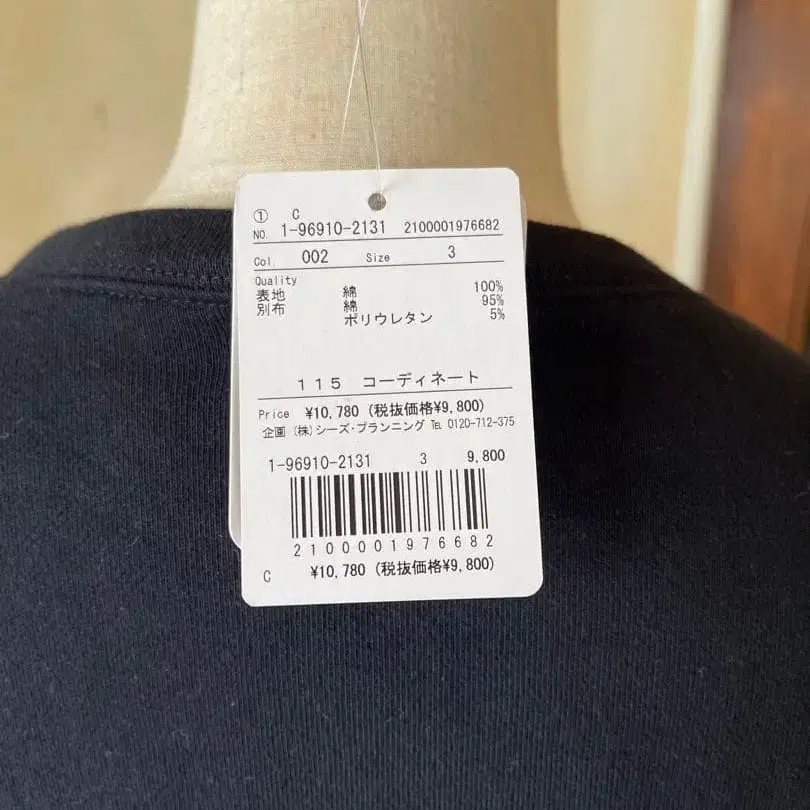 ① C
NO. 1-96910-2131 2100001976682
Col. 002 Size 3
Quality
表地 綿 100%
別布 綿 95%
ポリウレタン 5%
115 コーディネート
Price ¥10,780 (税抜価格¥9,800)
企画 (株)シーズ・プランニング ℡ 0120-712-375
1-96910-2131 3 9,800
2100001976682
C ¥10,780 (税抜価格¥9,800)